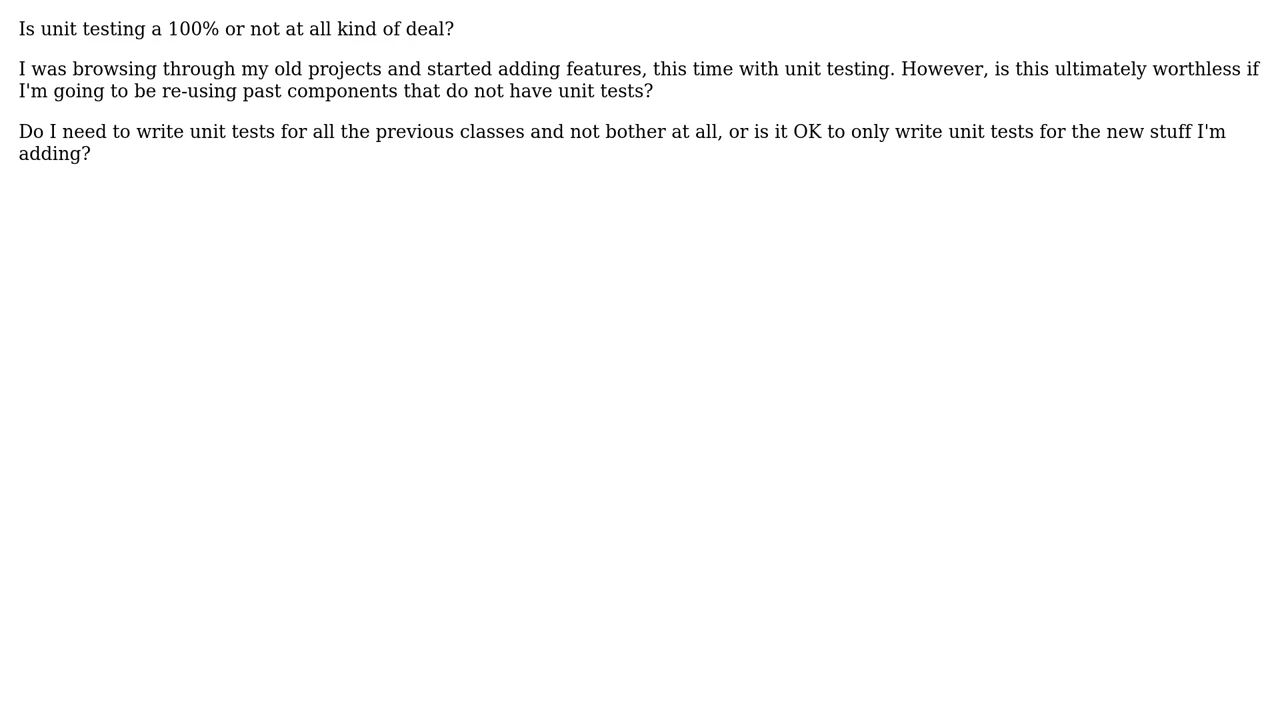 Is unit testing a 100% or not at all kind of deal?
I was browsing through my old projects and started adding features, this time with unit testing. However, is this ultimately worthless if
I'm going to be re-using past components that do not have unit tests?
Do I need to write unit tests for all the previous classes and not bother at all, or is it OK to only write unit tests for the new stuff I'm
adding?